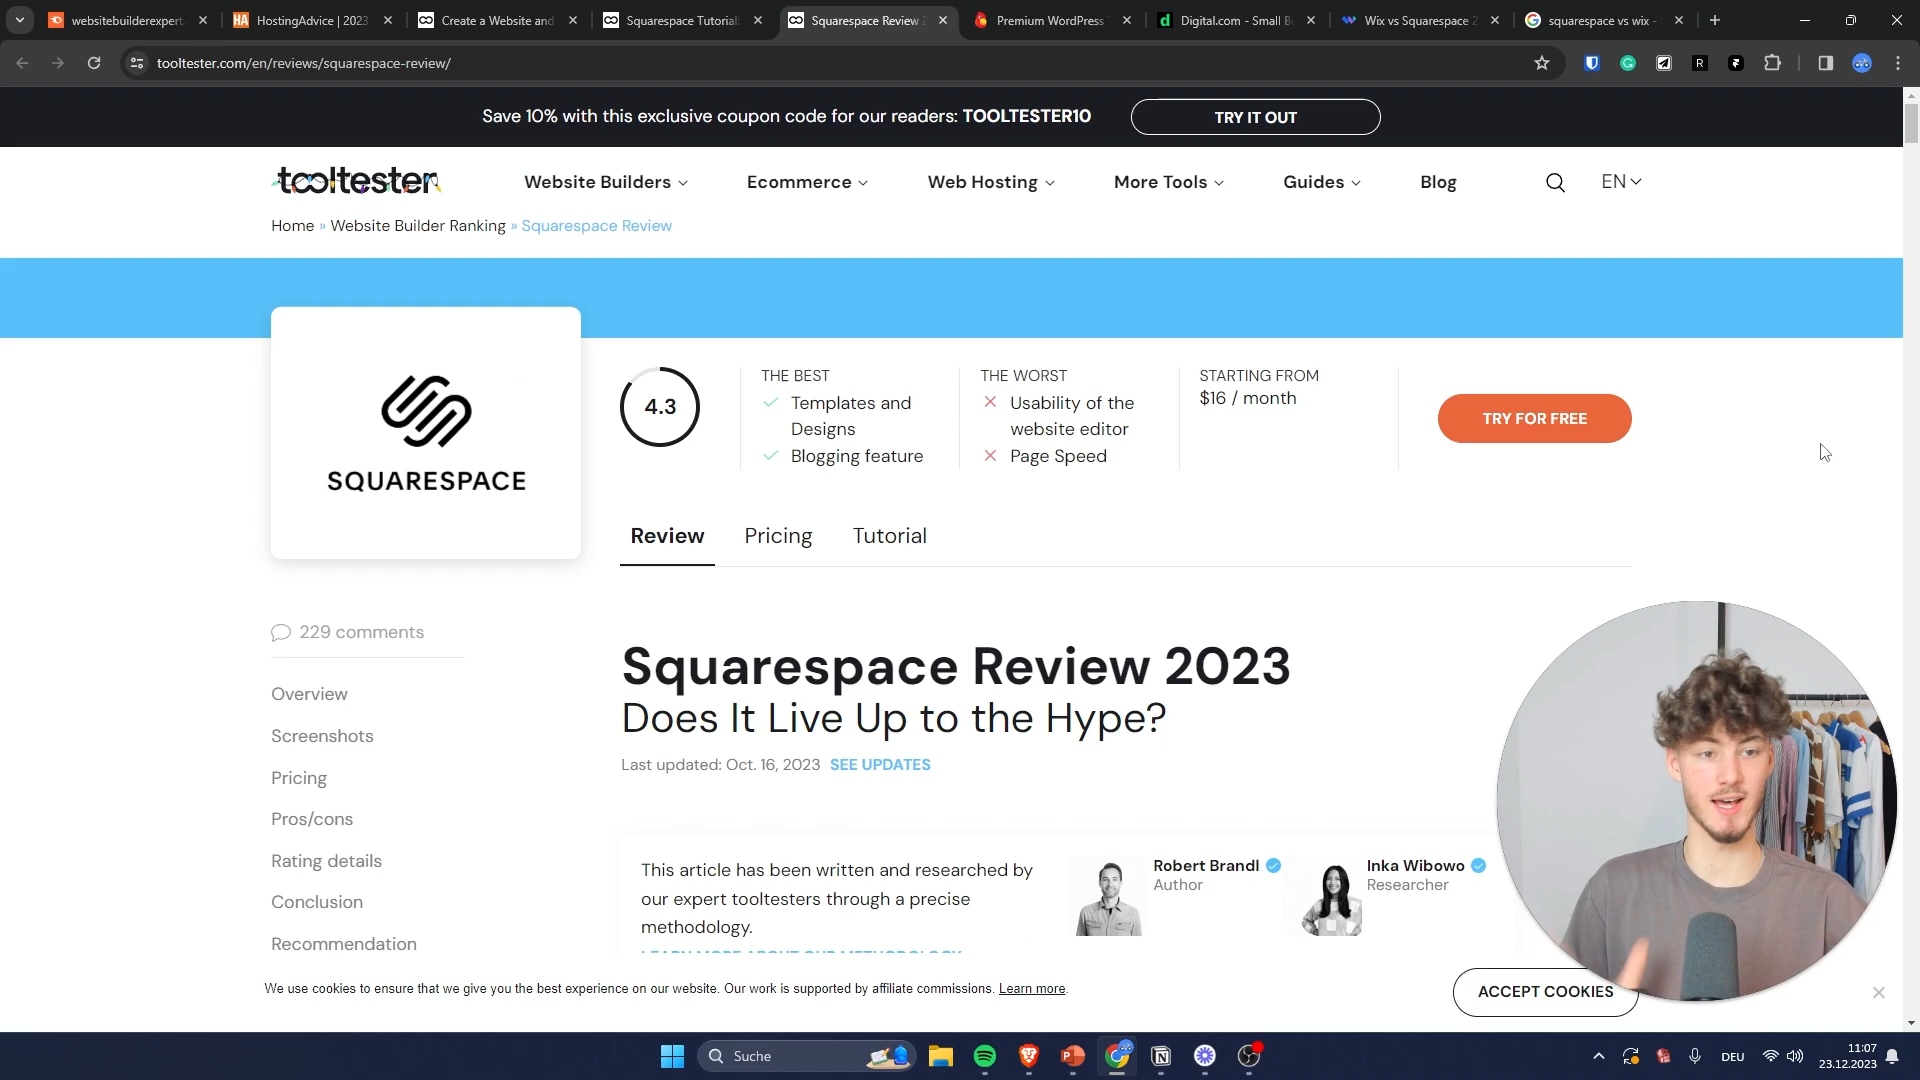 websitebuilderexpert.
HostingAdvice | 2023
Create a Website and
Squarespace Tutorial
Squarespace Review 2
Premium WordPress
Digital.com - Small B
Wix vs Squarespace 2
squarespace vs wix -
tooltester.com/en/reviews/squarespace-review/
Save 10% with this exclusive coupon code for our readers: TOOLTESTER10
TRY IT OUT
tooltester
Website Builders
Ecommerce
Web Hosting
More Tools
Guides
Blog
EN
Home » Website Builder Ranking » Squarespace Review
SQUARESPACE
4.3
THE BEST
Templates and
Designs
Blogging feature
THE WORST
Usability of the
website editor
Page Speed
STARTING FROM
$16 / month
TRY FOR FREE
Review
Pricing
Tutorial
229 comments
Overview
Screenshots
Pricing
Pros/cons
Rating details
Conclusion
Recommendation
Squarespace Review 2023
Does It Live Up to the Hype?
Last updated: Oct. 16, 2023 SEE UPDATES
This article has been written and researched by
our expert tooltesters through a precise
methodology.
LEARN MORE ABOUT OUR METHODOLOGY
Robert Brandl
Author
Inka Wibowo
Researcher
We use cookies to ensure that we give you the best experience on our website. Our work is supported by affiliate commissions. Learn more.
ACCEPT COOKIES
Suche
DEU
11:07
23.12.2023